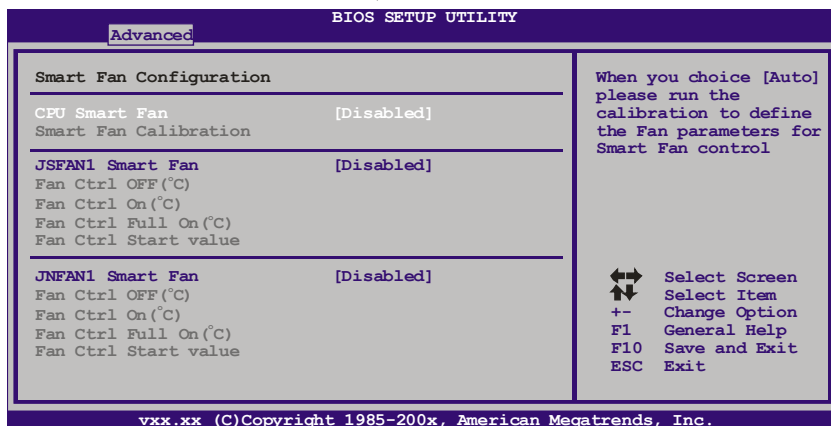 BIOS SETUP UTILITY
Advanced
Smart Fan Configuration
CPU Smart Fan [Disabled]
Smart Fan Calibration
JSFAN1 Smart Fan [Disabled]
Fan Ctrl OFF(°C)
Fan Ctrl On(°C)
Fan Ctrl Full On(°C)
Fan Ctrl Start value
JNFAN1 Smart Fan [Disabled]
Fan Ctrl OFF(°C)
Fan Ctrl On(°C)
Fan Ctrl Full On(°C)
Fan Ctrl Start value
When you choice [Auto]
please run the
calibration to define
the Fan parameters for
Smart Fan control
Select Screen
Select Item
+- Change Option
F1 General Help
F10 Save and Exit
ESC Exit
vxx.xx (C)Copyright 1985-200x, American Megatrends, Inc.